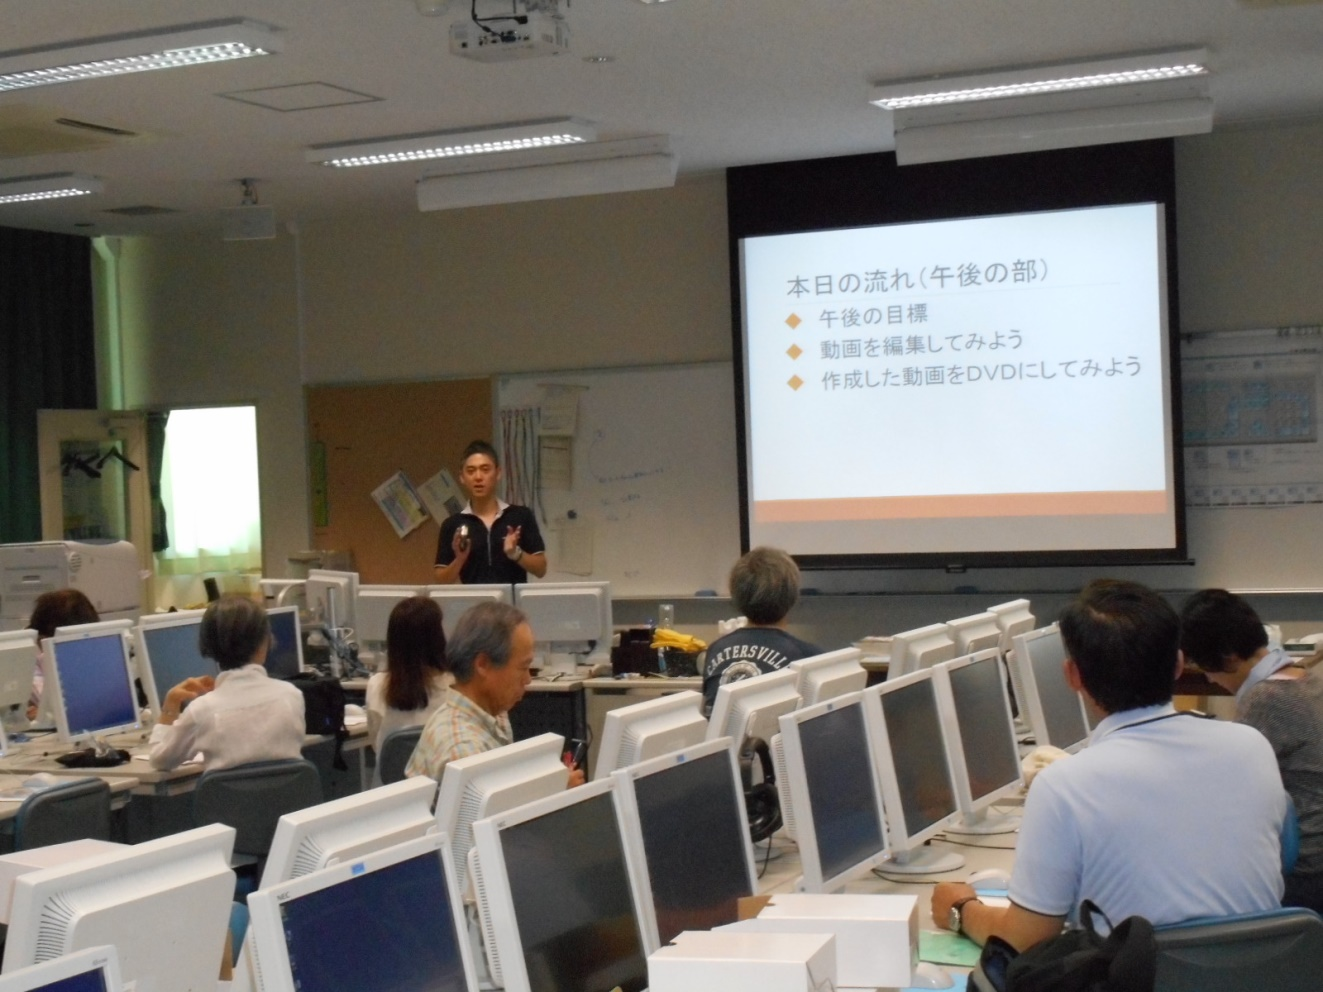 本日の流れ(午後の部)
◆ 午後の目標
◆ 動画を編集してみよう
◆ 作成した動画をDVDにしてみよう
CARTERSVILL
NEC